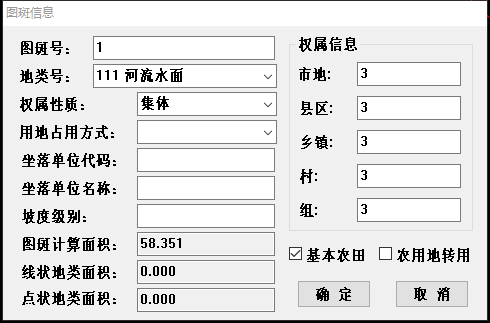 图斑信息
图斑号： 1
地类号： 111 河流水面
权属性质： 集体
用地占用方式：
坐落单位代码：
坐落单位名称：
坡度级别：
图斑计算面积： 58.351
线状地类面积： 0.000
点状地类面积： 0.000
权属信息
市地: 3
县区: 3
乡镇: 3
村: 3
组: 3
基本农田 农用地转用
确 定 取 消